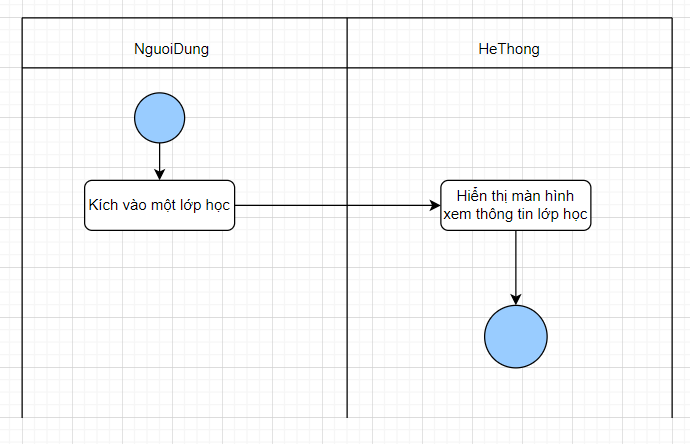 NguoiDung
HeThong
Kích vào một lớp học
Hiển thị màn hình
xem thông tin lớp học